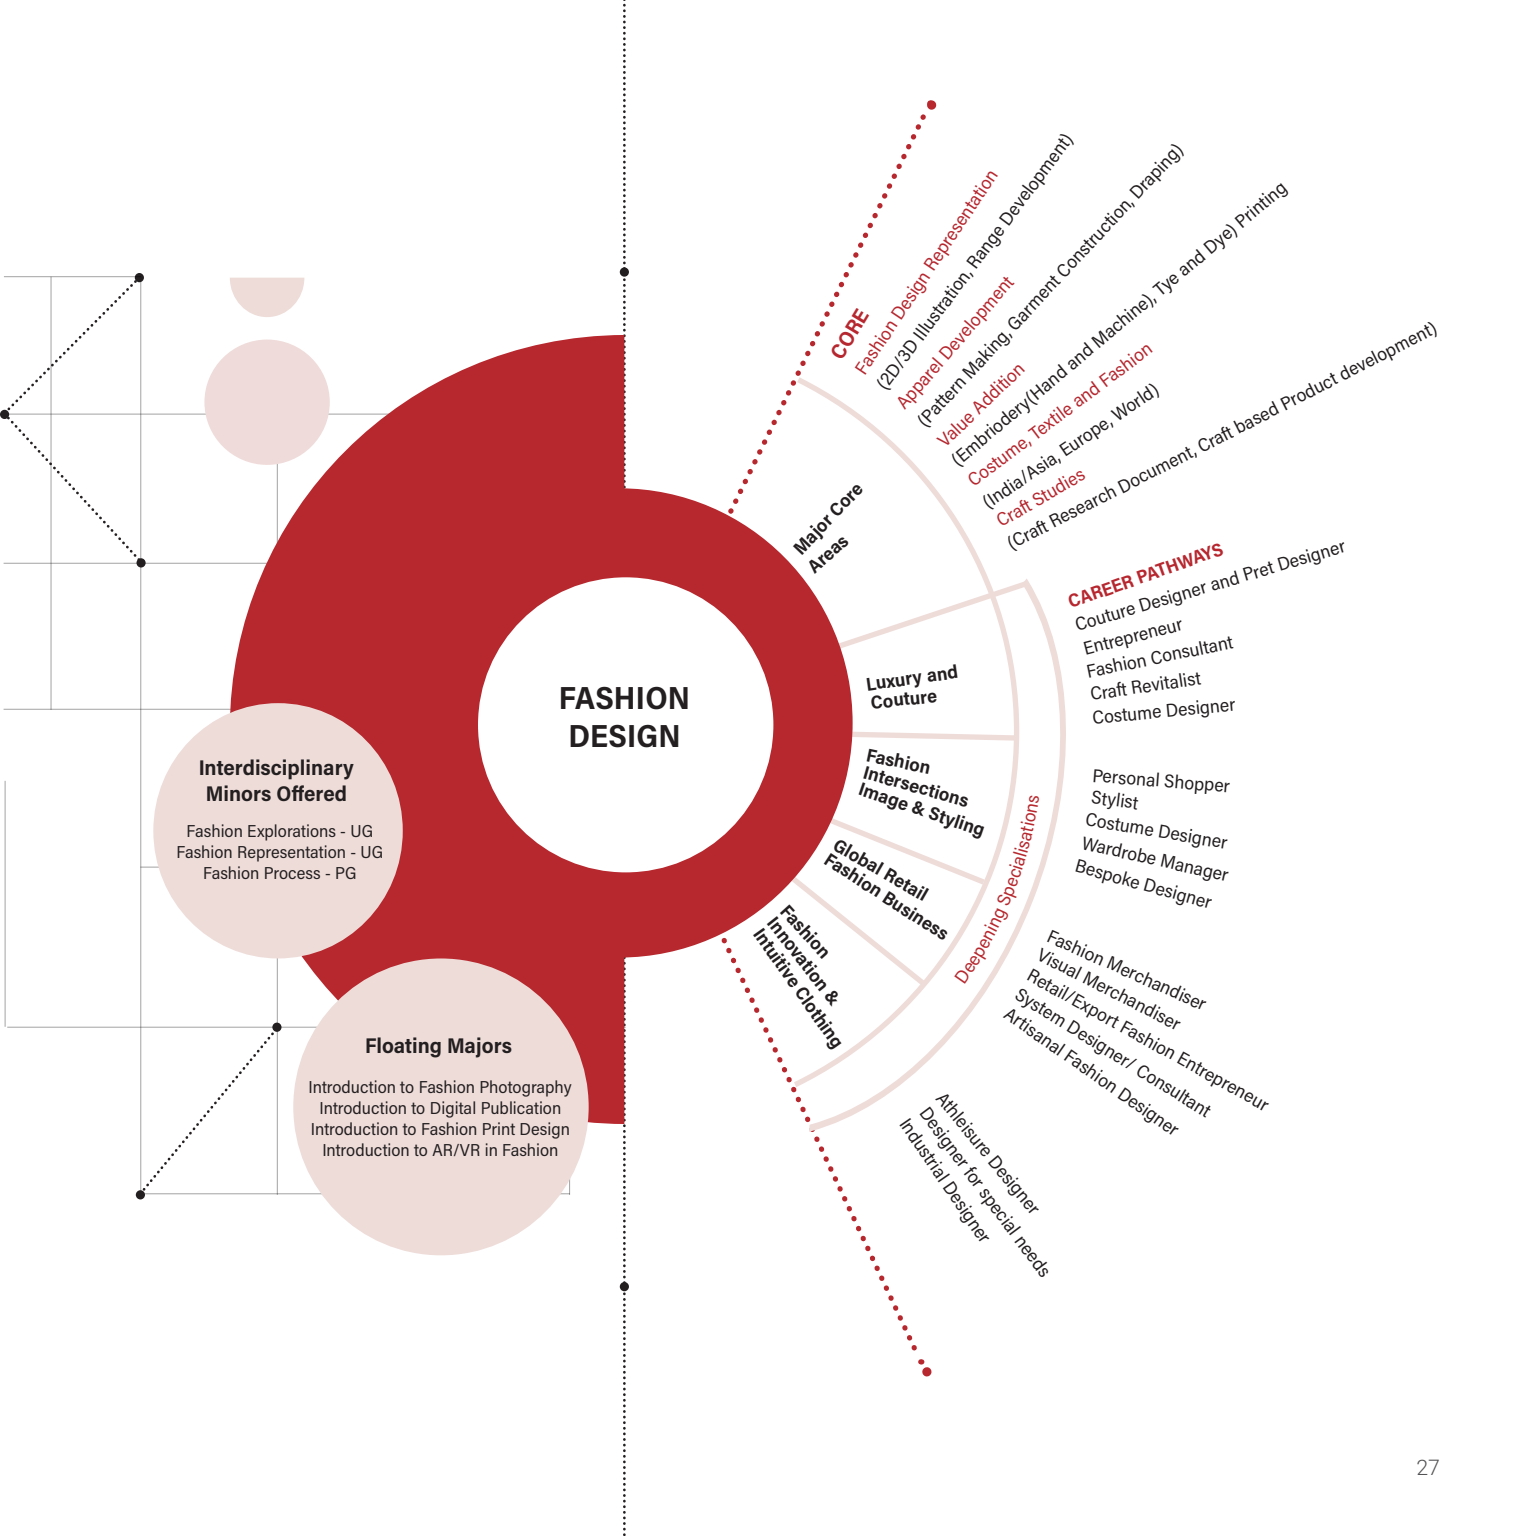 FASHION
DESIGN
Interdisciplinary
Minors Offered
Fashion Explorations - UG
Fashion Representation - UG
Fashion Process - PG
Floating Majors
Introduction to Fashion Photography
Introduction to Digital Publication
Introduction to Fashion Print Design
Introduction to AR/VR in Fashion
Major Core
Areas
CORE
Fashion Design Representation
(2D/3D Illustration, Range Development)
Apparel Development
(Pattern Making, Garment Construction, Draping)
Value Addition
(Embriodery(Hand and Machine), Tye and Dye) Printing
Costume, Textile and Fashion
(India/Asia, Europe, World)
Craft Studies
(Craft Research Document, Craft based Product development)
Luxury and
Couture
Fashion
Intersections
Image & Styling
Global Retail
Fashion Business
Fashion
Innovation &
Intuitive Clothing
Deepening Specialisations
CAREER PATHWAYS
Couture Designer and Pret Designer
Entrepreneur
Fashion Consultant
Craft Revitalist
Costume Designer
Personal Shopper
Stylist
Costume Designer
Wardrobe Manager
Bespoke Designer
Fashion Merchandiser
Visual Merchandiser
Retail/Export Fashion Entrepreneur
System Designer/ Consultant
Artisanal Fashion Designer
Athleisure Designer
Designer for special needs
Industrial Designer
27